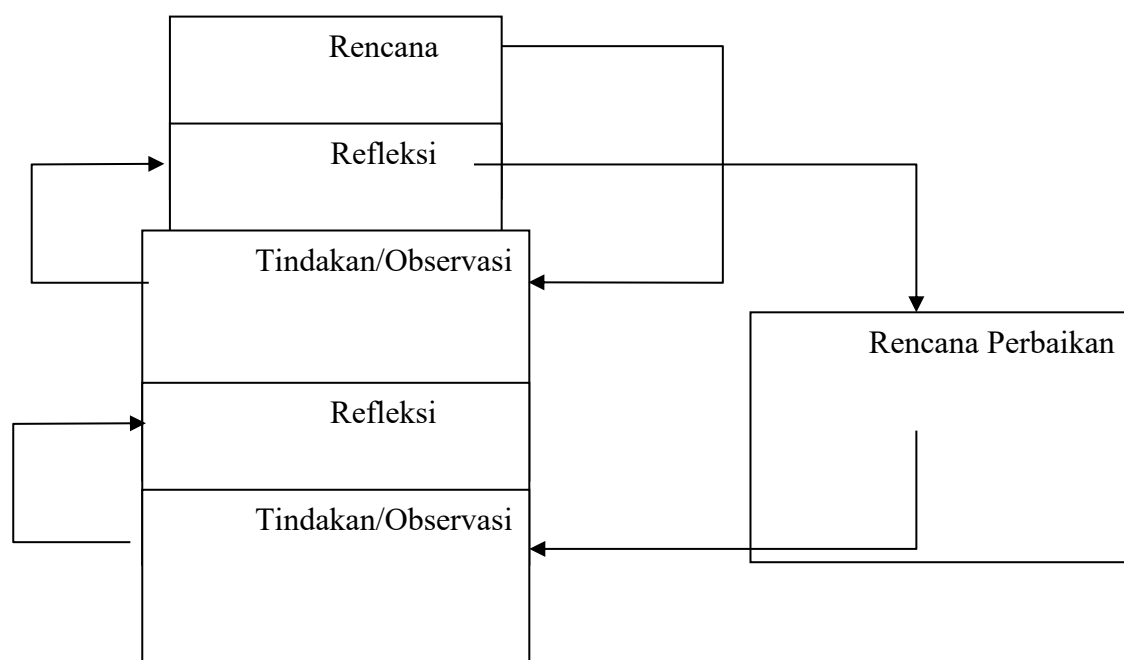 Rencana
Refleksi
Tindakan/Observasi
Rencana Perbaikan
Refleksi
Tindakan/Observasi